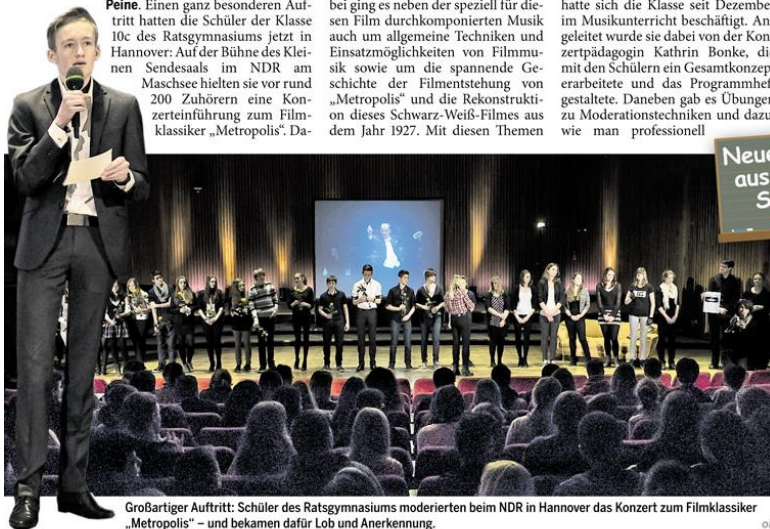 Peine. Einen ganz besonderen Auf-
tritt hatten die Schüler der Klasse
10c des Ratsgymnasiums jetzt in
Hannover: Auf der Bühne des Klei-
nen Sendesaals im NDR am
Maschsee hielten sie vor rund
200 Zuhörern eine Kon-
zerteinführung zum Film-
klassiker „Metropolis“. Da-
bei ging es neben der speziell für die-
sen Film durchkomponierten Musik
auch um allgemeine Techniken und
Einsatzmöglichkeiten von Filmmu-
sik sowie um die spannende Ge-
schichte der Filmentstehung von
„Metropolis“ und die Rekonstrukti-
on dieses Schwarz-Weiß-Filmes aus
dem Jahr 1927. Mit diesen Themen
hatte sich die Klasse seit Dezembe
im Musikunterricht beschäftigt. An
geleitet wurde sie dabei von der Kon
zertpädagogin Kathrin Bonke, di
mit den Schülern ein Gesamtkonzep
erarbeitete und das Programmhef
gestaltete. Daneben gab es Übungen
zu Moderationstechniken und dazu
wie man professionell
Neue
aus
S
Großartiger Auftritt: Schüler des Ratsgymnasiums moderierten beim NDR in Hannover das Konzert zum Filmklassiker
„Metropolis“ – und bekamen dafür Lob und Anerkennung.